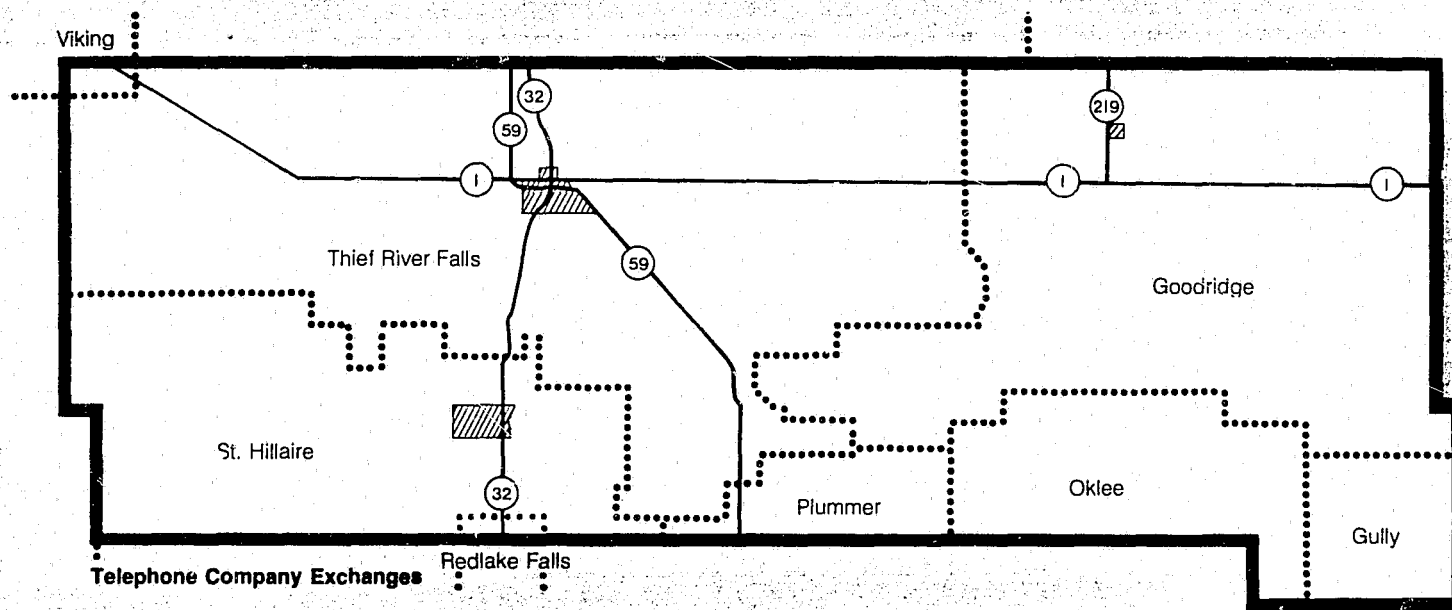 Viking
32
219
59
1
1
1
Thief River Falls
59
Goodridge
St. Hillaire
32
Plummer
Oklee
Gully
Redlake Falls
Telephone Company Exchanges